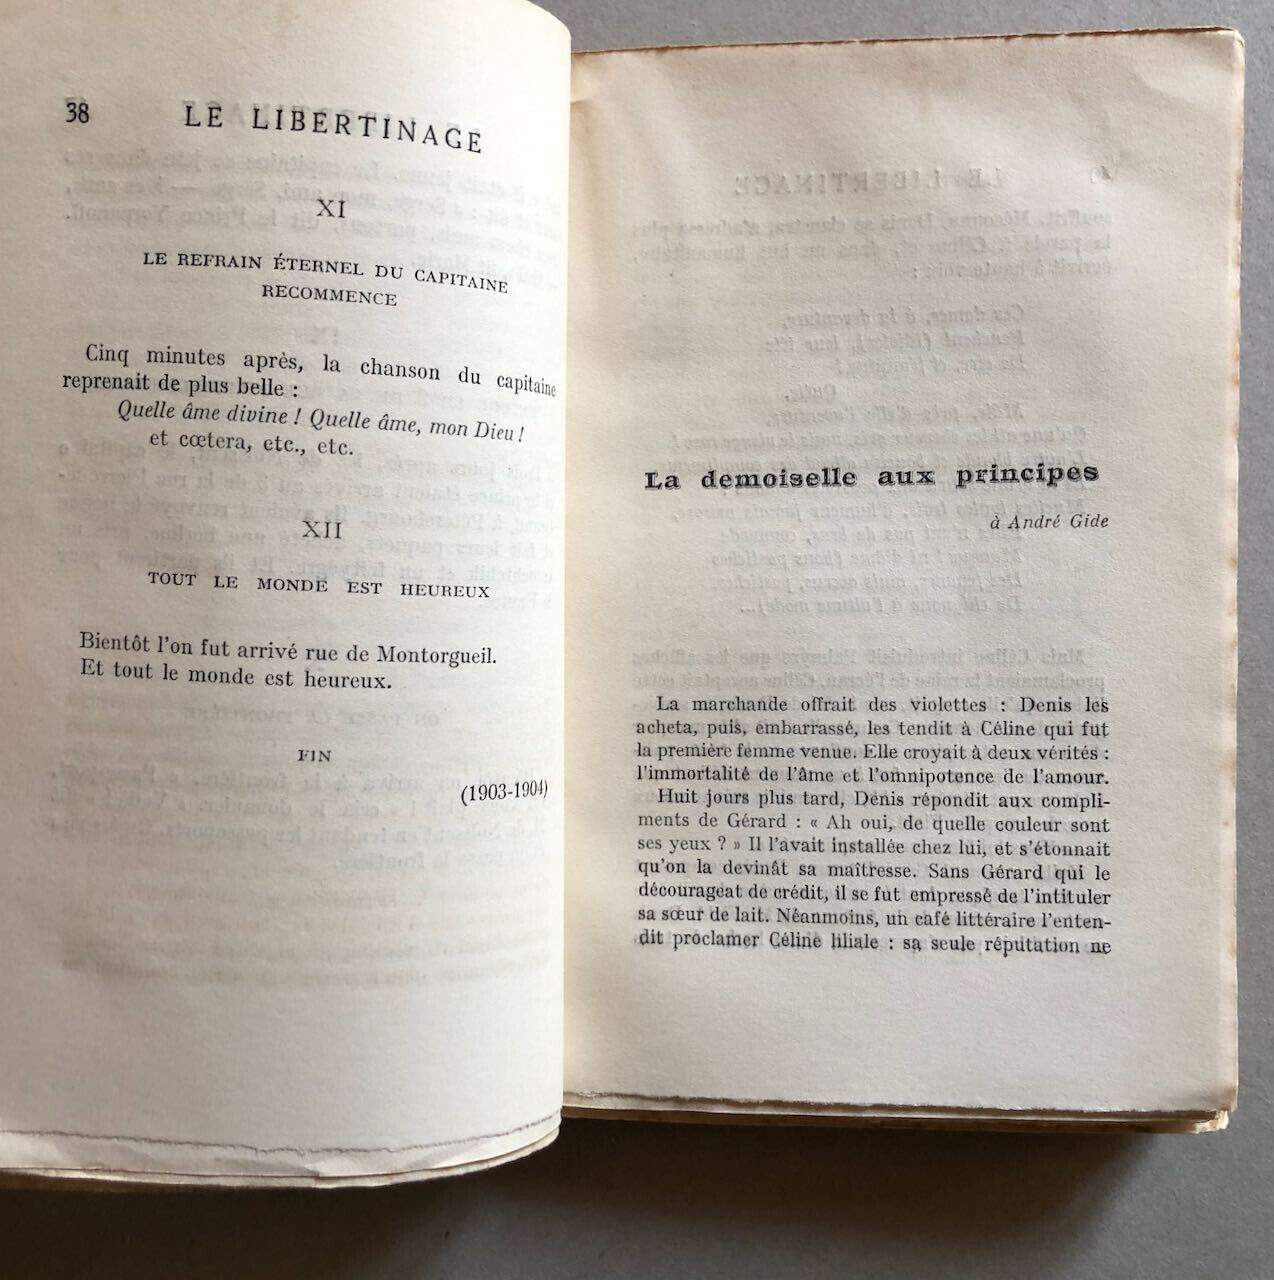 38
LE LIBERTINAGE
XI
LE REFRAIN ÉTERNEL DU CAPITAINE
RECOMMENCE
Cinq minutes après, la chanson du capitaine
reprenait de plus belle :
Quelle âme divine ! Quelle âme, mon Dieu !
et cœtera, etc., etc.
XII
TOUT LE MONDE EST HEUREUX
Bientôt l'on fut arrivé rue de Montorgueil.
Et tout le monde est heureux.
FIN
(1903-1904)
La demoiselle aux principes
à André Gide
La marchande offrait des violettes : Denis les
acheta, puis, embarrassé, les tendit à Céline qui fut
la première femme venue. Elle croyait à deux vérités :
l'immortalité de l'âme et l'omnipotence de l'amour.
Huit jours plus tard, Denis répondit aux compli-
ments de Gérard : « Ah oui, de quelle couleur sont
ses yeux ? » Il l'avait installée chez lui, et s'étonnait
qu'on la devinât sa maîtresse. Sans Gérard qui le
décourageat de crédit, il se fut empressé de l'intituler
sa sœur de lait. Néanmoins, un café littéraire l'enten-
dit proclamer Céline liliale : sa seule réputation ne